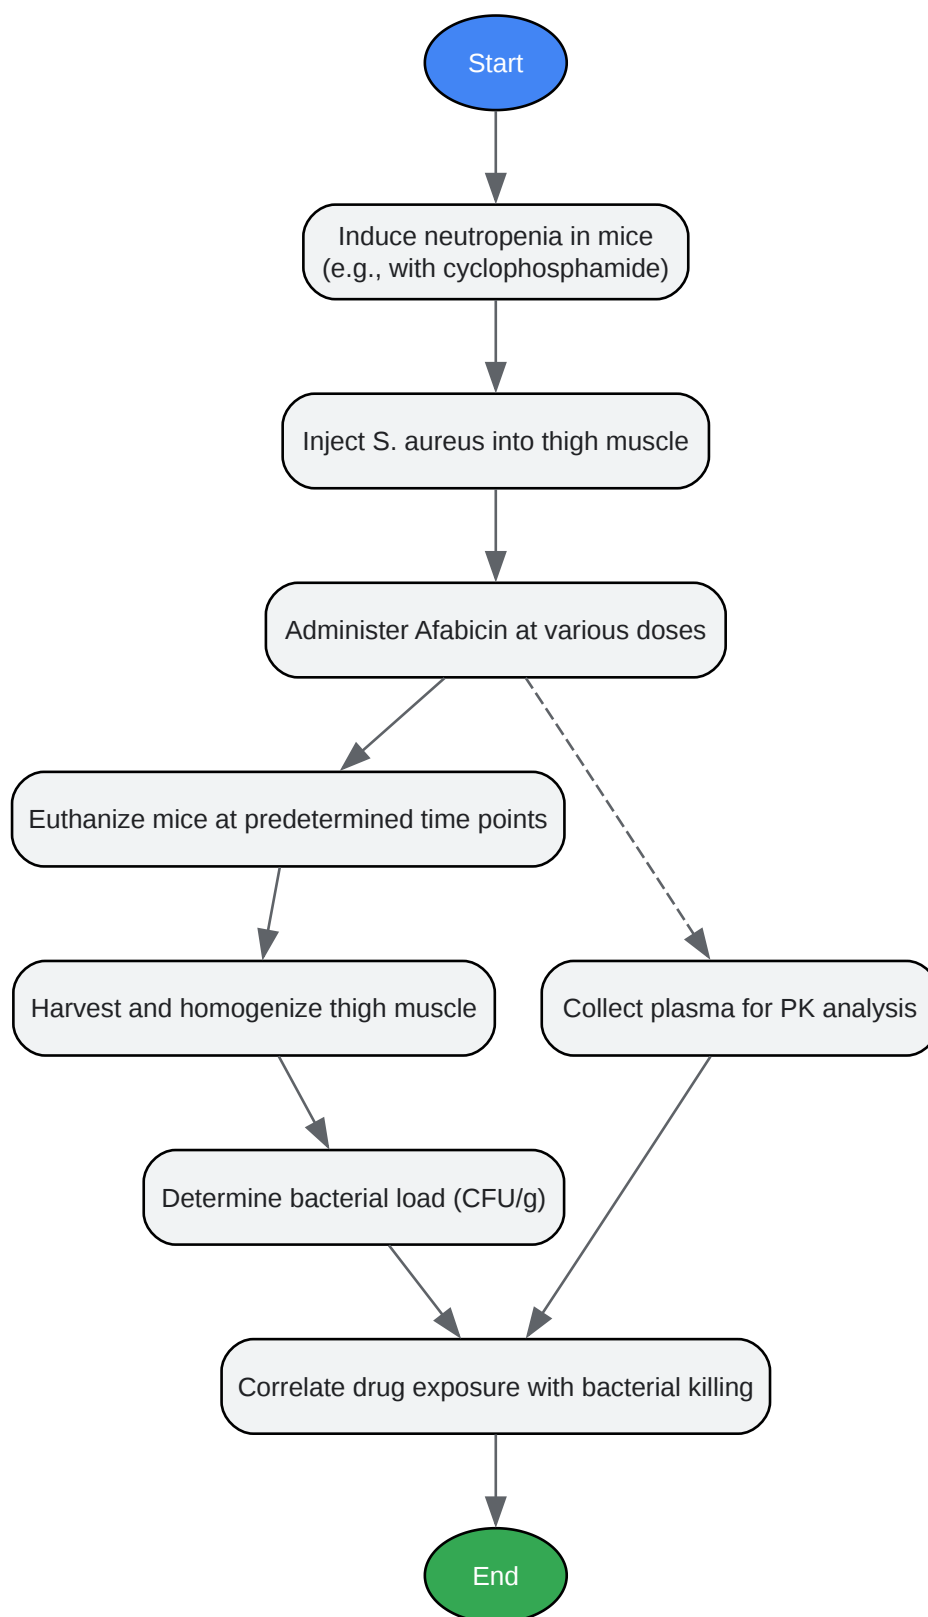 Start
Induce neutropenia in mice
(e.g., with cyclophosphamide)
Inject S. aureus into thigh muscle
Administer Afabicin at various doses
Euthanize mice at predetermined time points
Harvest and homogenize thigh muscle
Collect plasma for PK analysis
Determine bacterial load (CFU/g)
Correlate drug exposure with bacterial killing
End